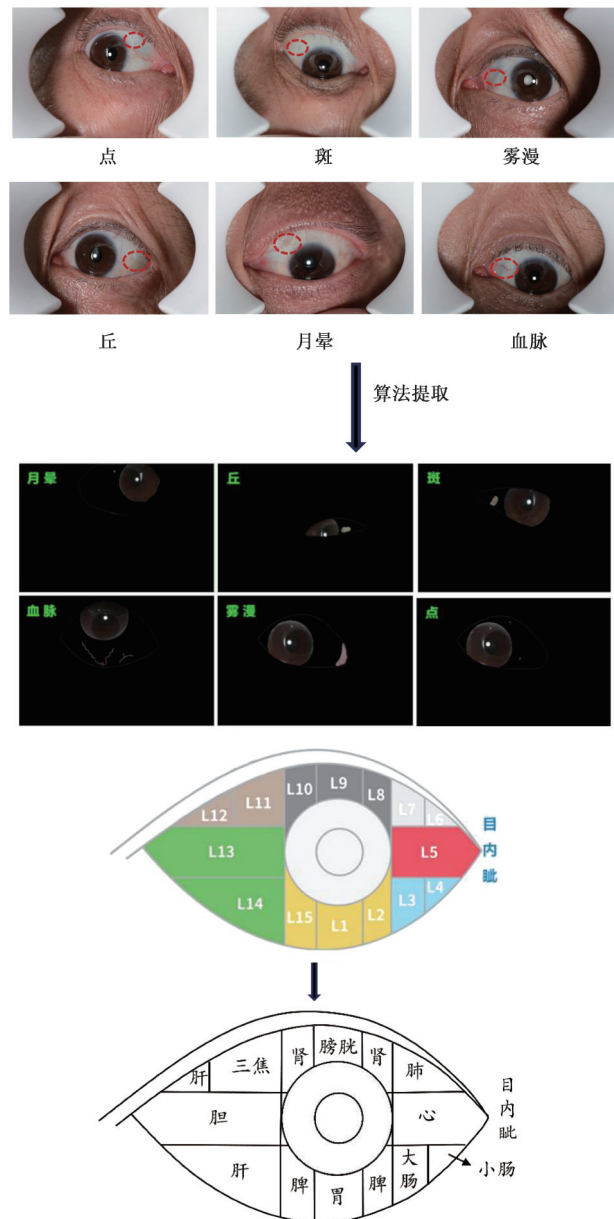 点 斑 雾漫
丘 月晕 血脉
算法提取
月晕 丘 斑
血脉 雾漫 点
L10 L9 L8
L12 L11 L7 L6
L13 L5
L14 L3 L4
L15 L1 L2
目内眦
肝 三焦 肾 膀胱 肾 肺
胆 心
肝 脾 胃 脾 大肠 小肠
目内眦